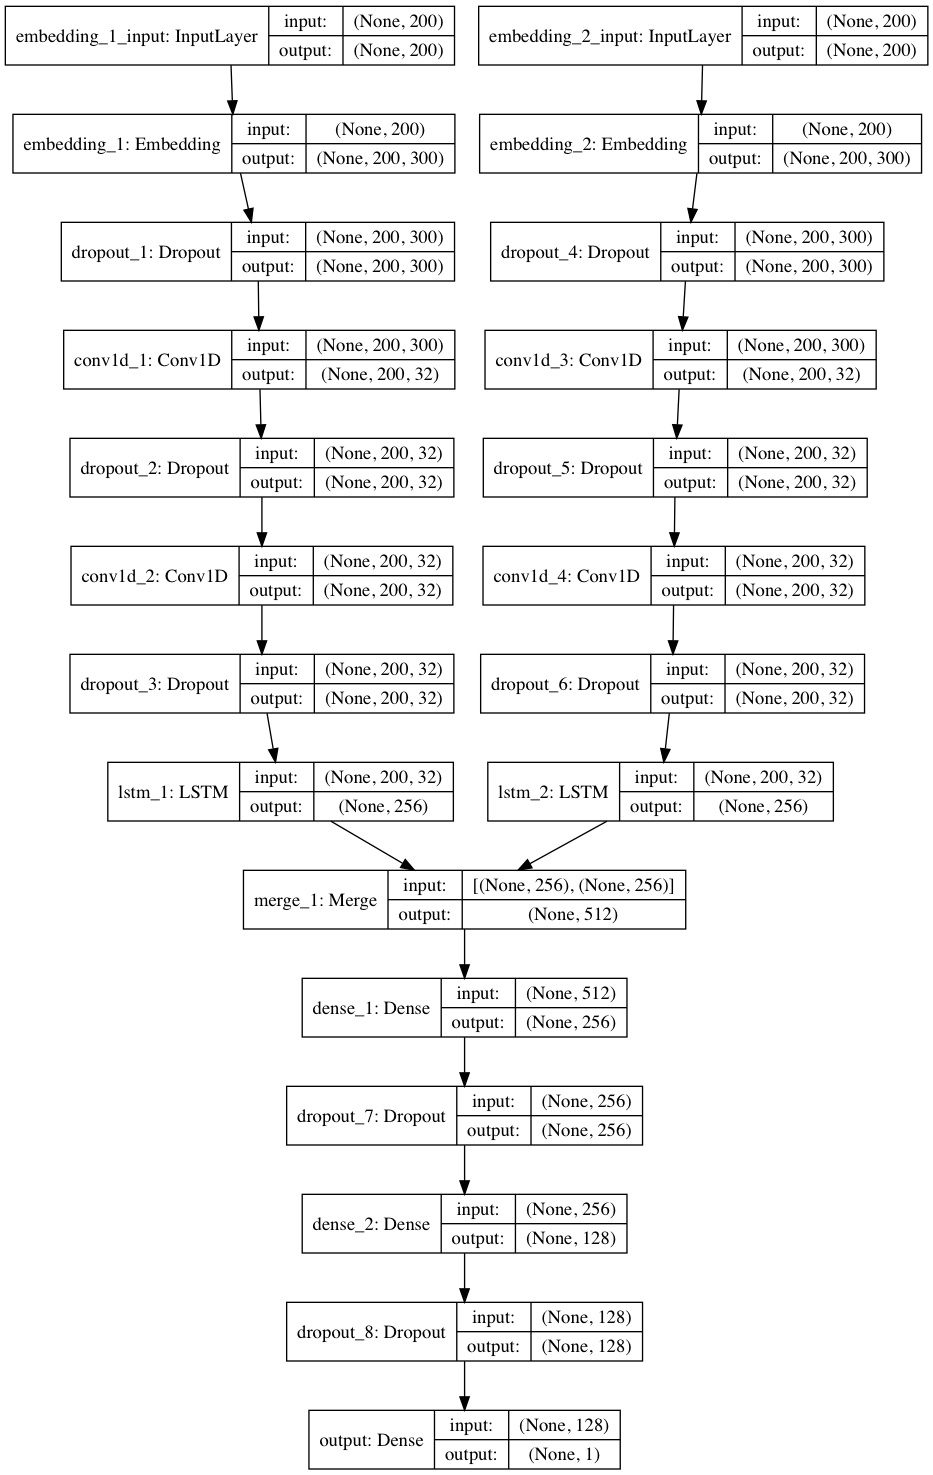 embedding_1_input: InputLayer
input: (None, 200)
output: (None, 200)
embedding_2_input: InputLayer
input: (None, 200)
output: (None, 200)
embedding_1: Embedding
input: (None, 200)
output: (None, 200, 300)
embedding_2: Embedding
input: (None, 200)
output: (None, 200, 300)
dropout_1: Dropout
input: (None, 200, 300)
output: (None, 200, 300)
dropout_4: Dropout
input: (None, 200, 300)
output: (None, 200, 300)
conv1d_1: Conv1D
input: (None, 200, 300)
output: (None, 200, 32)
conv1d_3: Conv1D
input: (None, 200, 300)
output: (None, 200, 32)
dropout_2: Dropout
input: (None, 200, 32)
output: (None, 200, 32)
dropout_5: Dropout
input: (None, 200, 32)
output: (None, 200, 32)
conv1d_2: Conv1D
input: (None, 200, 32)
output: (None, 200, 32)
conv1d_4: Conv1D
input: (None, 200, 32)
output: (None, 200, 32)
dropout_3: Dropout
input: (None, 200, 32)
output: (None, 200, 32)
dropout_6: Dropout
input: (None, 200, 32)
output: (None, 200, 32)
lstm_1: LSTM
input: (None, 200, 32)
output: (None, 256)
lstm_2: LSTM
input: (None, 200, 32)
output: (None, 256)
merge_1: Merge
input: [(None, 256), (None, 256)]
output: (None, 512)
dense_1: Dense
input: (None, 512)
output: (None, 256)
dropout_7: Dropout
input: (None, 256)
output: (None, 256)
dense_2: Dense
input: (None, 256)
output: (None, 128)
dropout_8: Dropout
input: (None, 128)
output: (None, 128)
output: Dense
input: (None, 128)
output: (None, 1)